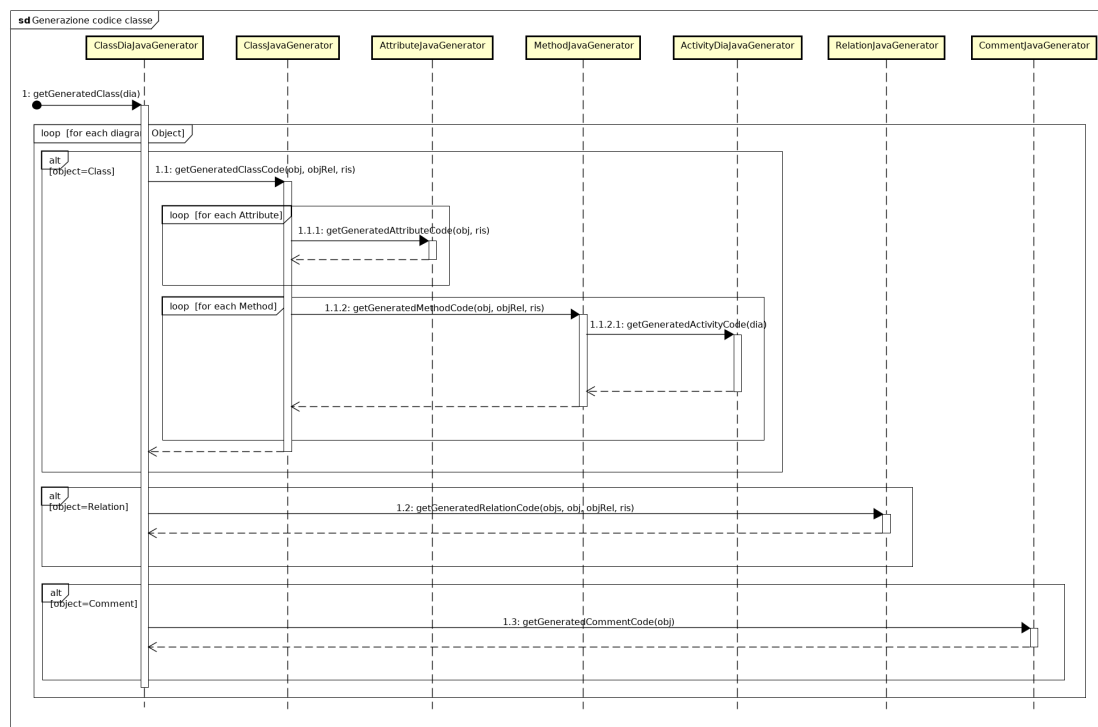 sd Generazione codice classe
ClassDiaJavaGenerator
ClassJavaGenerator
AttributeJavaGenerator
MethodJavaGenerator
ActivityDiaJavaGenerator
RelationJavaGenerator
CommentJavaGenerator
1: getGeneratedClass(dia)
loop [for each diagram Object]
alt
[object=Class]
1.1: getGeneratedClassCode(obj, objRel, ris)
loop [for each Attribute]
1.1.1: getGeneratedAttributeCode(obj, ris)
loop [for each Method]
1.1.2: getGeneratedMethodCode(obj, objRel, ris)
1.1.2.1: getGeneratedActivityCode(dia)
alt
[object=Relation]
1.2: getGeneratedRelationCode(objs, obj, objRel, ris)
alt
[object=Comment]
1.3: getGeneratedCommentCode(obj)